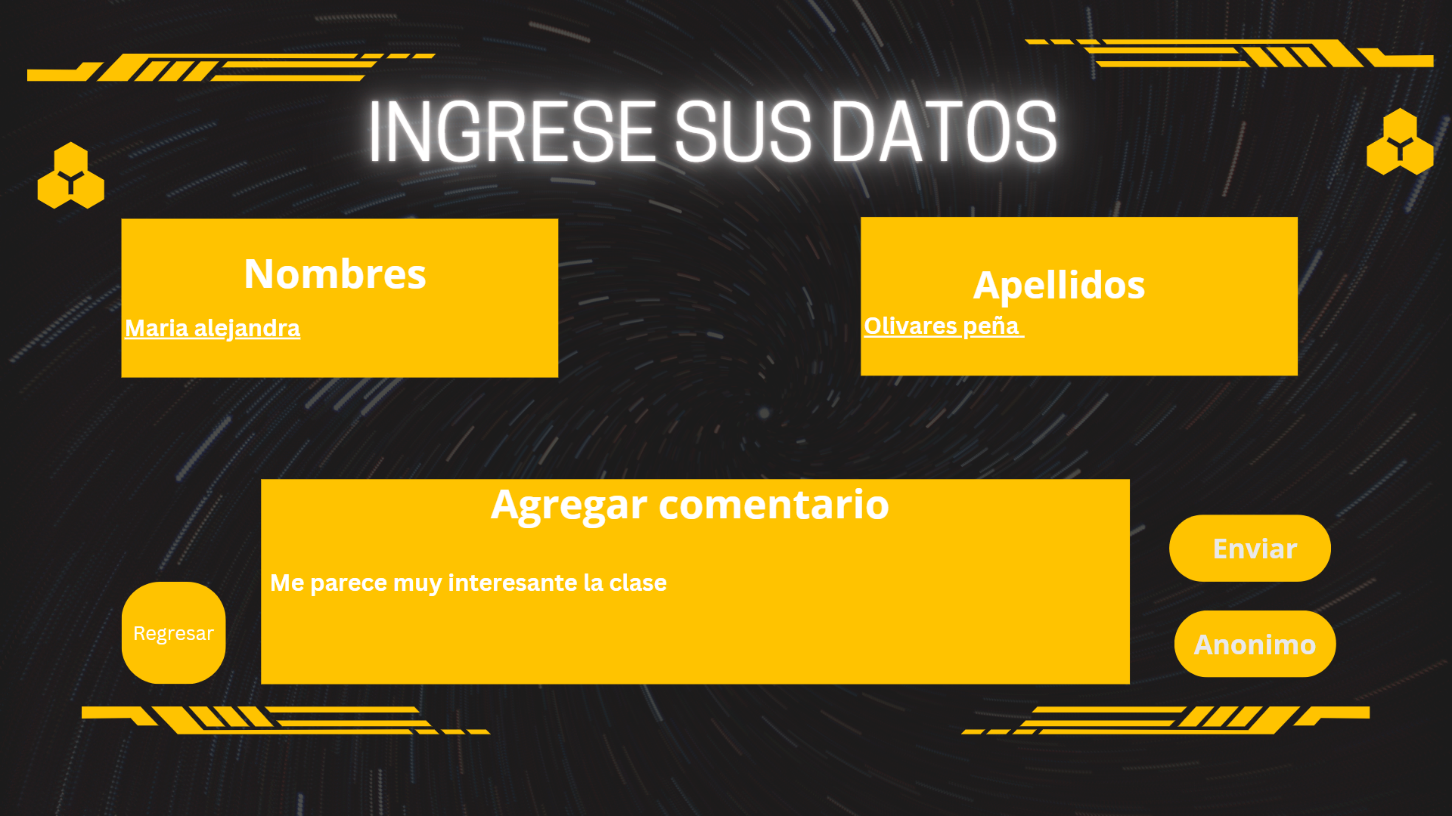 INGRESE SUS DATOS
Nombres
Maria alejandra
Apellidos
Olivares peña
Agregar comentario
Me parece muy interesante la clase
Enviar
Regresar
Anonimo